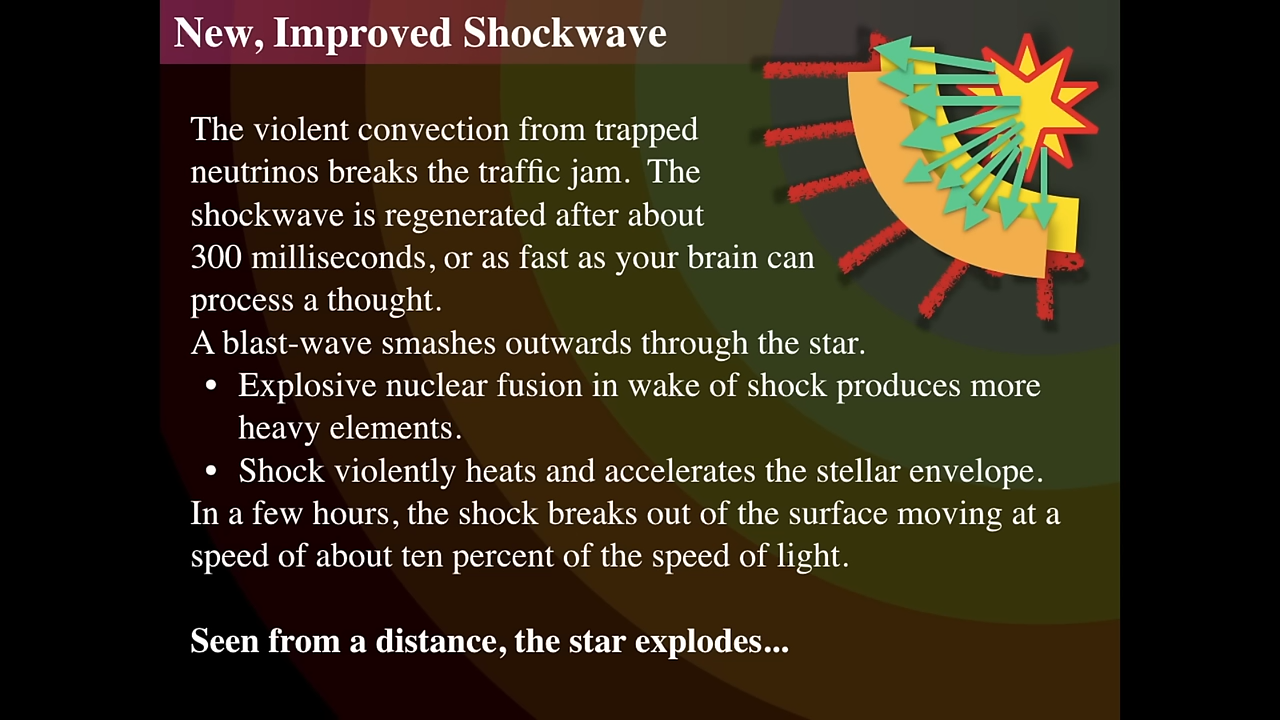 New, Improved Shockwave
The violent convection from trapped
neutrinos breaks the traffic jam.  The
shockwave is regenerated after about
300 milliseconds, or as fast as your brain can
process a thought.
A blast-wave smashes outwards through the star.
• Explosive nuclear fusion in wake of shock produces more
heavy elements.
• Shock violently heats and accelerates the stellar envelope.
In a few hours, the shock breaks out of the surface moving at a
speed of about ten percent of the speed of light.
Seen from a distance, the star explodes...